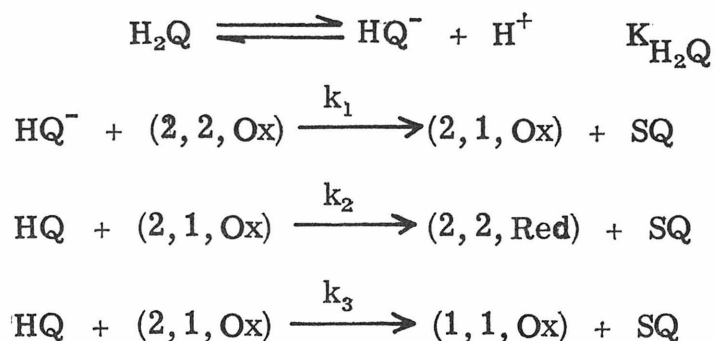 H₂Q ⇌ HQ⁻ + H⁺ K_H₂Q
k₁
HQ⁻ + (2, 2, Ox) ⟶ (2, 1, Ox) + SQ
k₂
HQ + (2, 1, Ox) ⟶ (2, 2, Red) + SQ
k₃
HQ + (2, 1, Ox) ⟶ (1, 1, Ox) + SQ